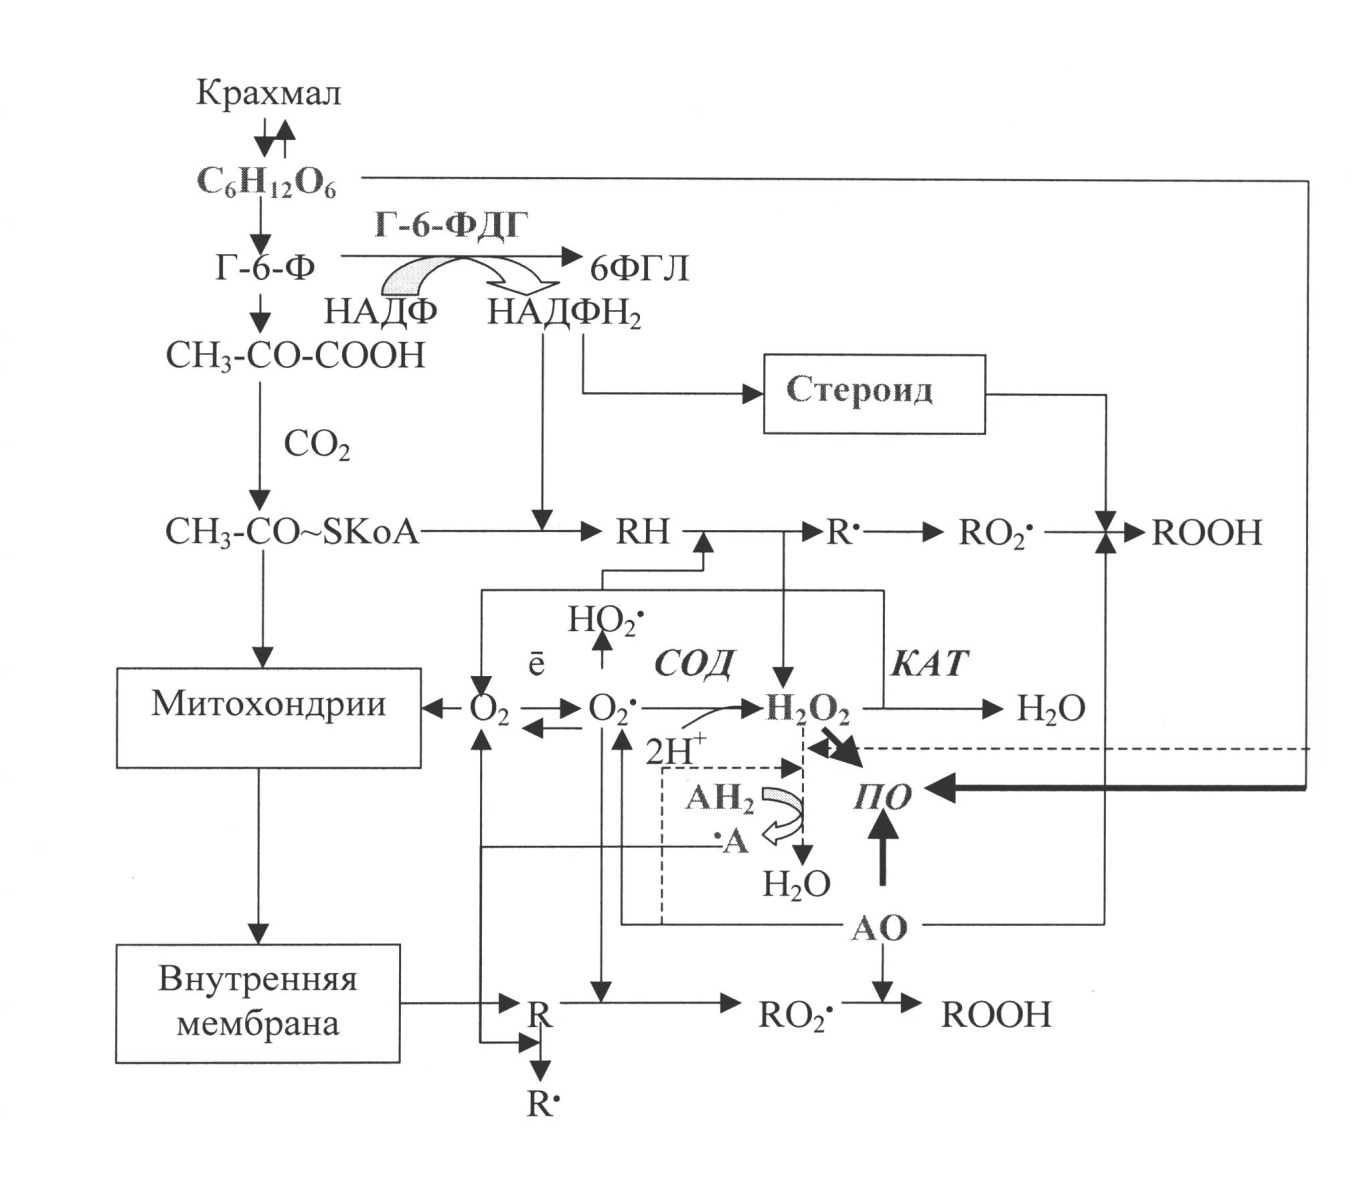 Крахмал
C₆H₁₂O₆
Г-6-ФДГ
Г-6-Ф
6ФГЛ
НАДФ НАДФН₂
CH₃-CO-COOH
Стероид
CO₂
CH₃-CO~SKoA RH R• RO₂• ROOH
HO₂•
ē СОД КАТ
Митохондрии O₂ O₂• H₂O₂ H₂O
2H⁺
AH₂ ПО
•A
H₂O
АО
Внутренняя
мембрана
R RO₂• ROOH
R•